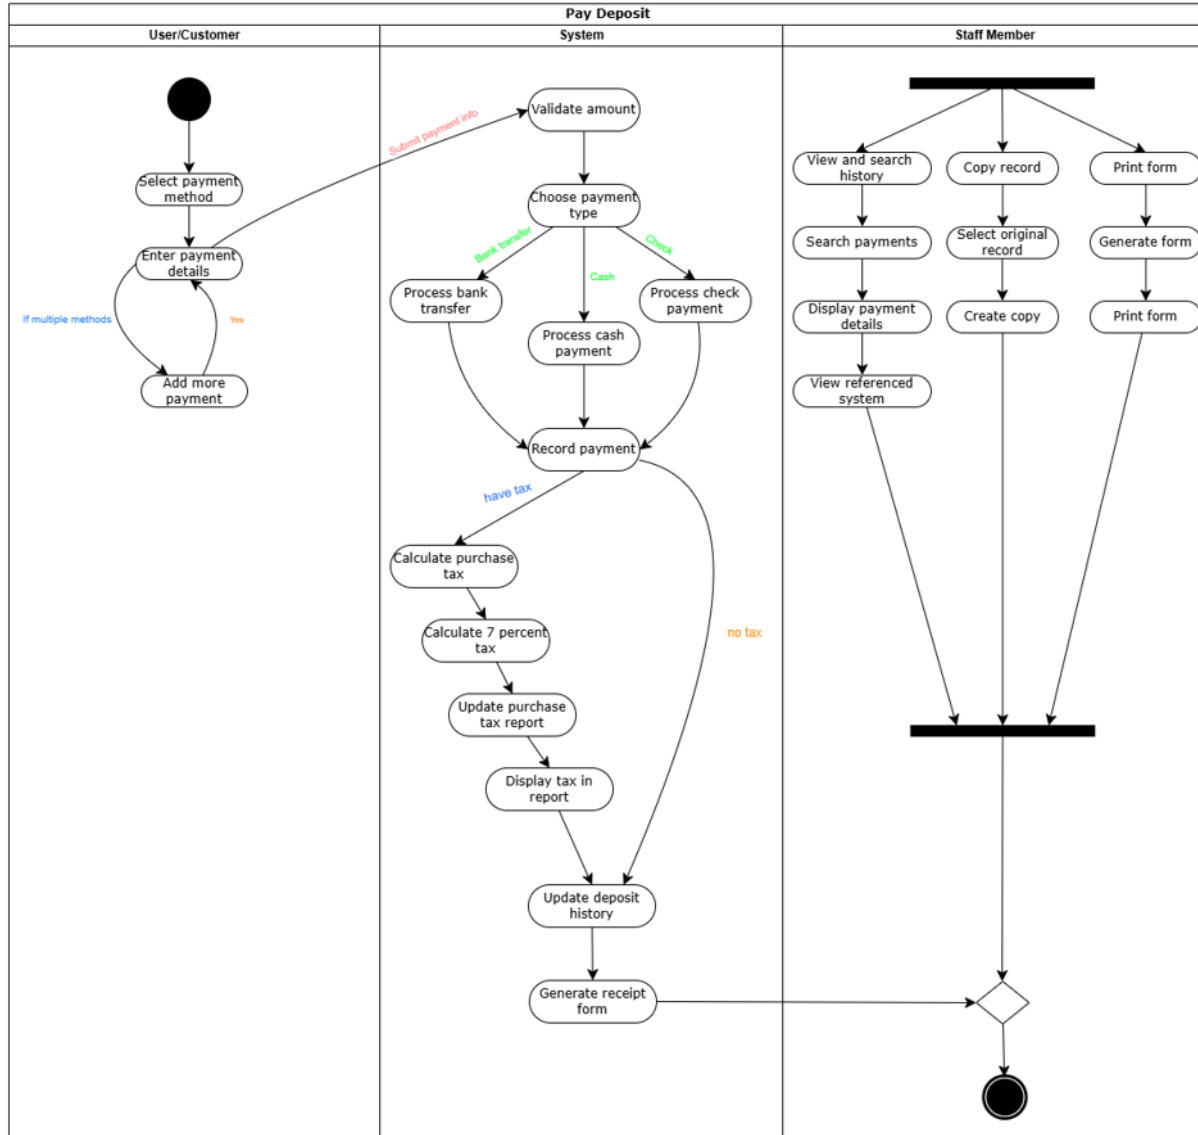 Pay Deposit
User/Customer
System
Staff Member
Select payment
method
Enter payment
details
If multiple methods
Yes
Add more
payment
Submit payment info
Validate amount
Choose payment
type
Bank transfer
Cash
Check
Process bank
transfer
Process cash
payment
Process check
payment
Record payment
have tax
no tax
Calculate purchase
tax
Calculate 7 percent
tax
Update purchase
tax report
Display tax in
report
Update deposit
history
Generate receipt
form
View and search
history
Search payments
Display payment
details
View referenced
system
Copy record
Select original
record
Create copy
Print form
Generate form
Print form